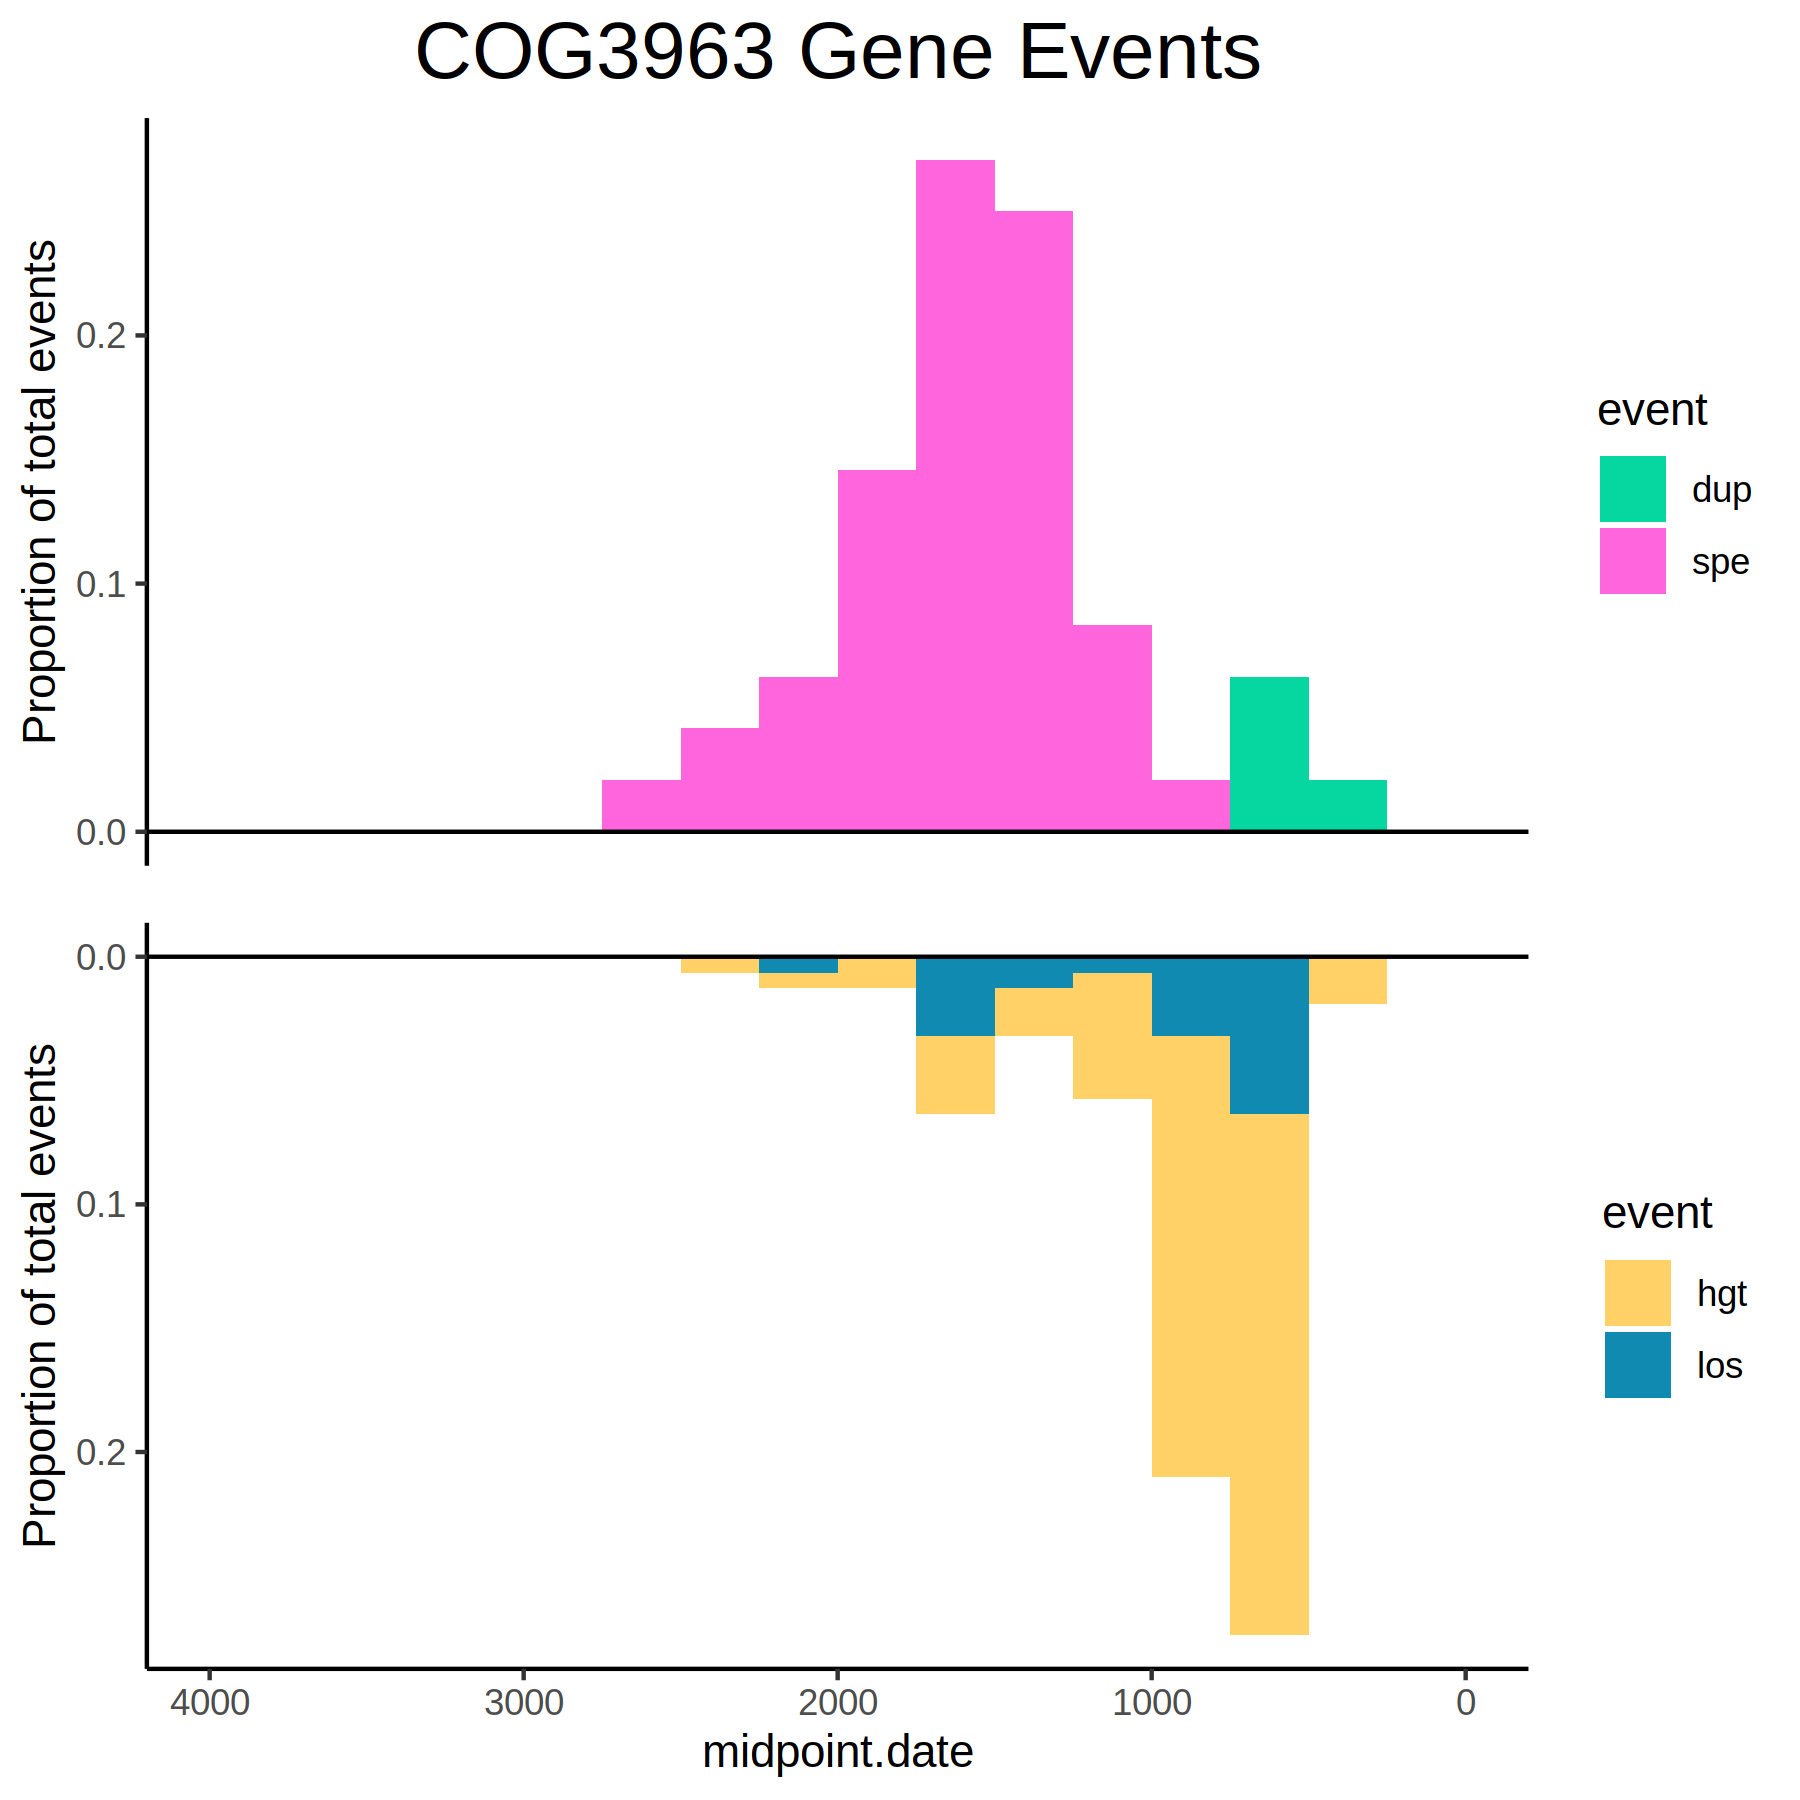 COG3963 Gene Events
Proportion of total events
0.2
0.1
0.0
event
dup
spe
Proportion of total events
0.0
0.1
0.2
event
hgt
los
4000 3000 2000 1000 0
midpoint.date